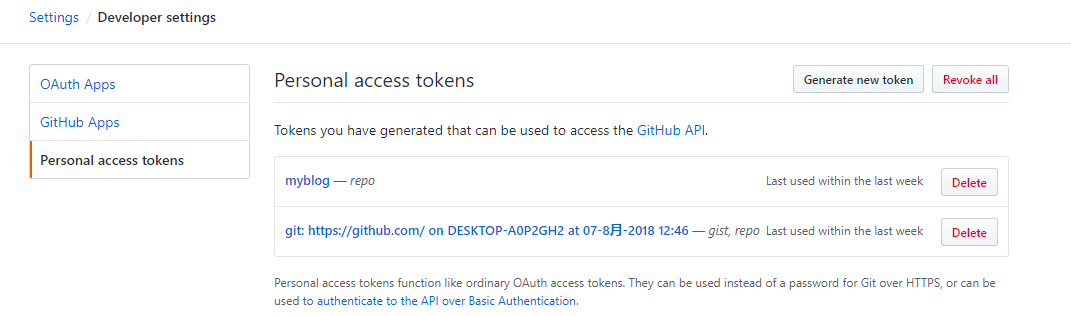 Settings / Developer settings
OAuth Apps
GitHub Apps
Personal access tokens
Personal access tokens
Generate new token
Revoke all
Tokens you have generated that can be used to access the GitHub API.
myblog — repo
Last used within the last week
Delete
git: https://github.com/ on DESKTOP-A0P2GH2 at 07-8月-2018 12:46 — gist, repo
Last used within the last week
Delete
Personal access tokens function like ordinary OAuth access tokens. They can be used instead of a password for Git over HTTPS, or can be
used to authenticate to the API over Basic Authentication.